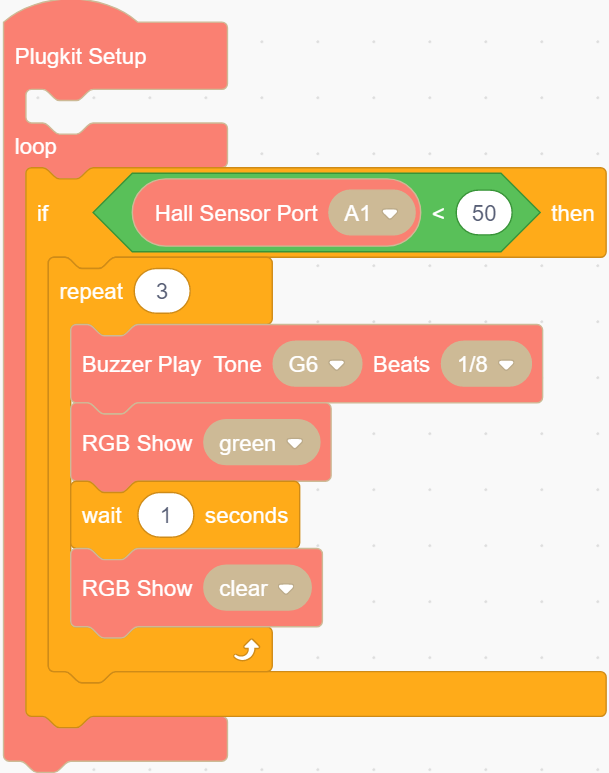 Plugkit Setup
loop
if Hall Sensor Port A1 < 50 then
repeat 3
Buzzer Play Tone G6 Beats 1/8
RGB Show green
wait 1 seconds
RGB Show clear